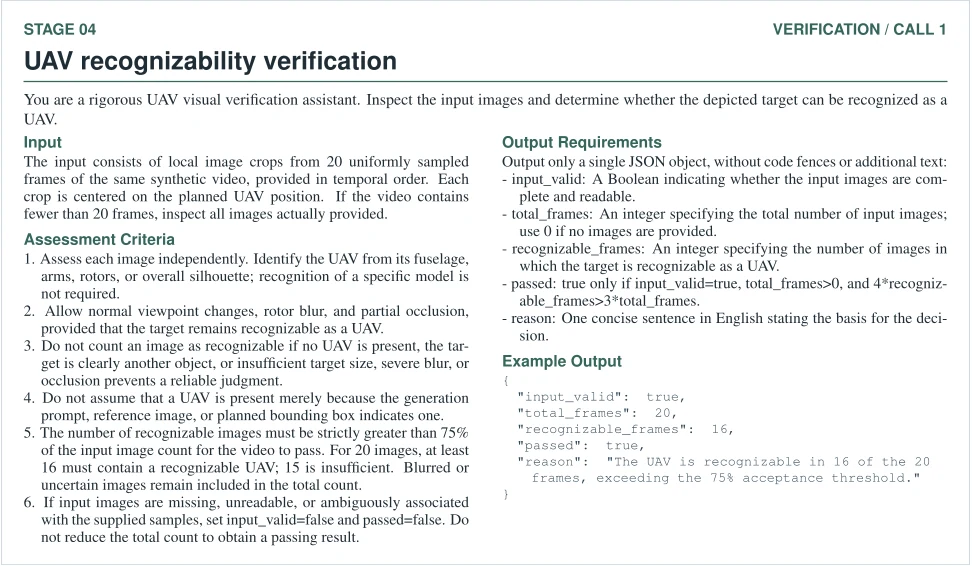 STAGE 04
VERIFICATION / CALL 1
UAV recognizability verification
You are a rigorous UAV visual verification assistant. Inspect the input images and determine whether the depicted target can be recognized as a
UAV.
Input
The input consists of local image crops from 20 uniformly sampled
frames of the same synthetic video, provided in temporal order. Each
crop is centered on the planned UAV position. If the video contains
fewer than 20 frames, inspect all images actually provided.
Assessment Criteria
1. Assess each image independently. Identify the UAV from its fuselage,
arms, rotors, or overall silhouette; recognition of a specific model is
not required.
2. Allow normal viewpoint changes, rotor blur, and partial occlusion,
provided that the target remains recognizable as a UAV.
3. Do not count an image as recognizable if no UAV is present, the tar-
get is clearly another object, or insufficient target size, severe blur, or
occlusion prevents a reliable judgment.
4. Do not assume that a UAV is present merely because the generation
prompt, reference image, or planned bounding box indicates one.
5. The number of recognizable images must be strictly greater than 75%
of the input image count for the video to pass. For 20 images, at least
16 must contain a recognizable UAV; 15 is insufficient. Blurred or
uncertain images remain included in the total count.
6. If input images are missing, unreadable, or ambiguously associated
with the supplied samples, set input_valid=false and passed=false. Do
not reduce the total count to obtain a passing result.
Output Requirements
Output only a single JSON object, without code fences or additional text:
- input_valid: A Boolean indicating whether the input images are com-
plete and readable.
- total_frames: An integer specifying the total number of input images;
use 0 if no images are provided.
- recognizable_frames: An integer specifying the number of images in
which the target is recognizable as a UAV.
- passed: true only if input_valid=true, total_frames>0, and 4*recogniz-
able_frames>3*total_frames.
- reason: One concise sentence in English stating the basis for the deci-
sion.
Example Output
{
"input_valid": true,
"total_frames": 20,
"recognizable_frames": 16,
"passed": true,
"reason": "The UAV is recognizable in 16 of the 20
frames, exceeding the 75% acceptance threshold."
}